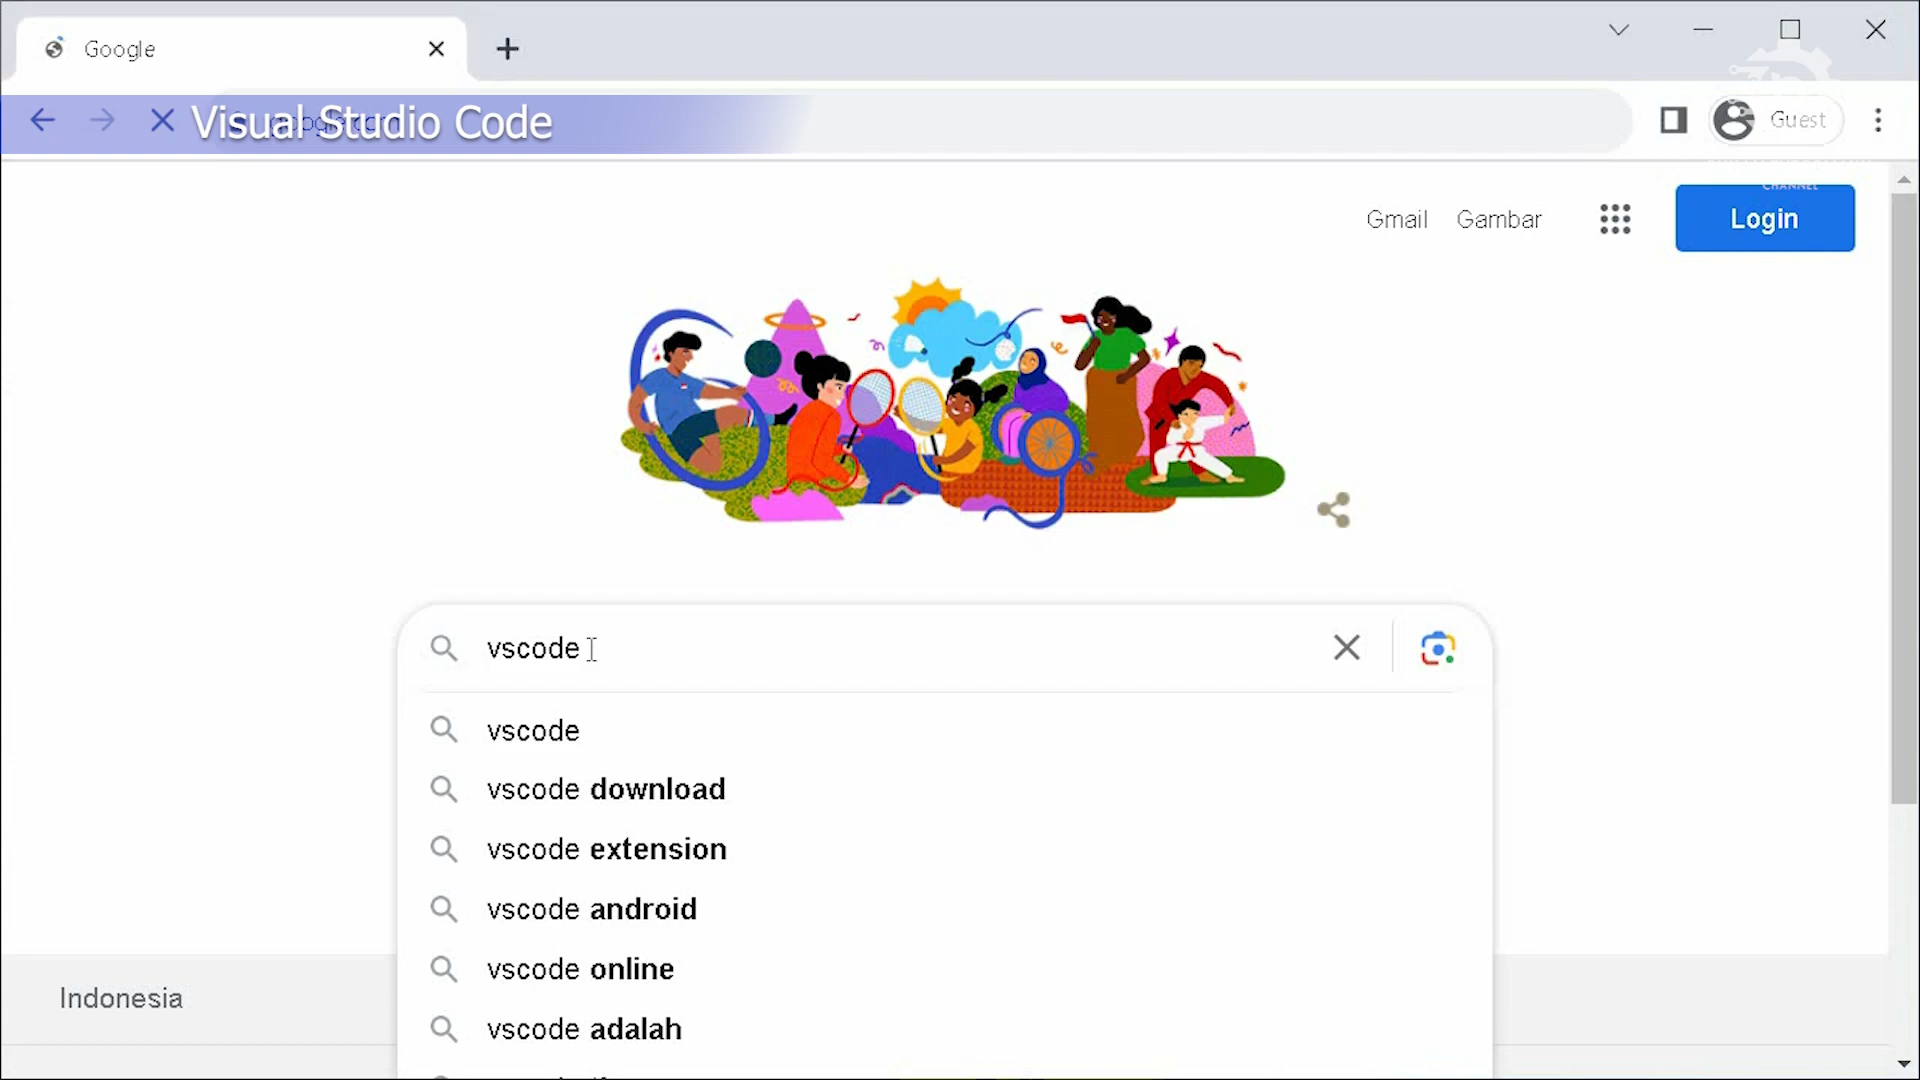 Google
Visual Studio Code
Guest
CHANNEL
Gmail
Gambar
Login
vscode
vscode
vscode download
vscode extension
vscode android
vscode online
vscode adalah
Indonesia